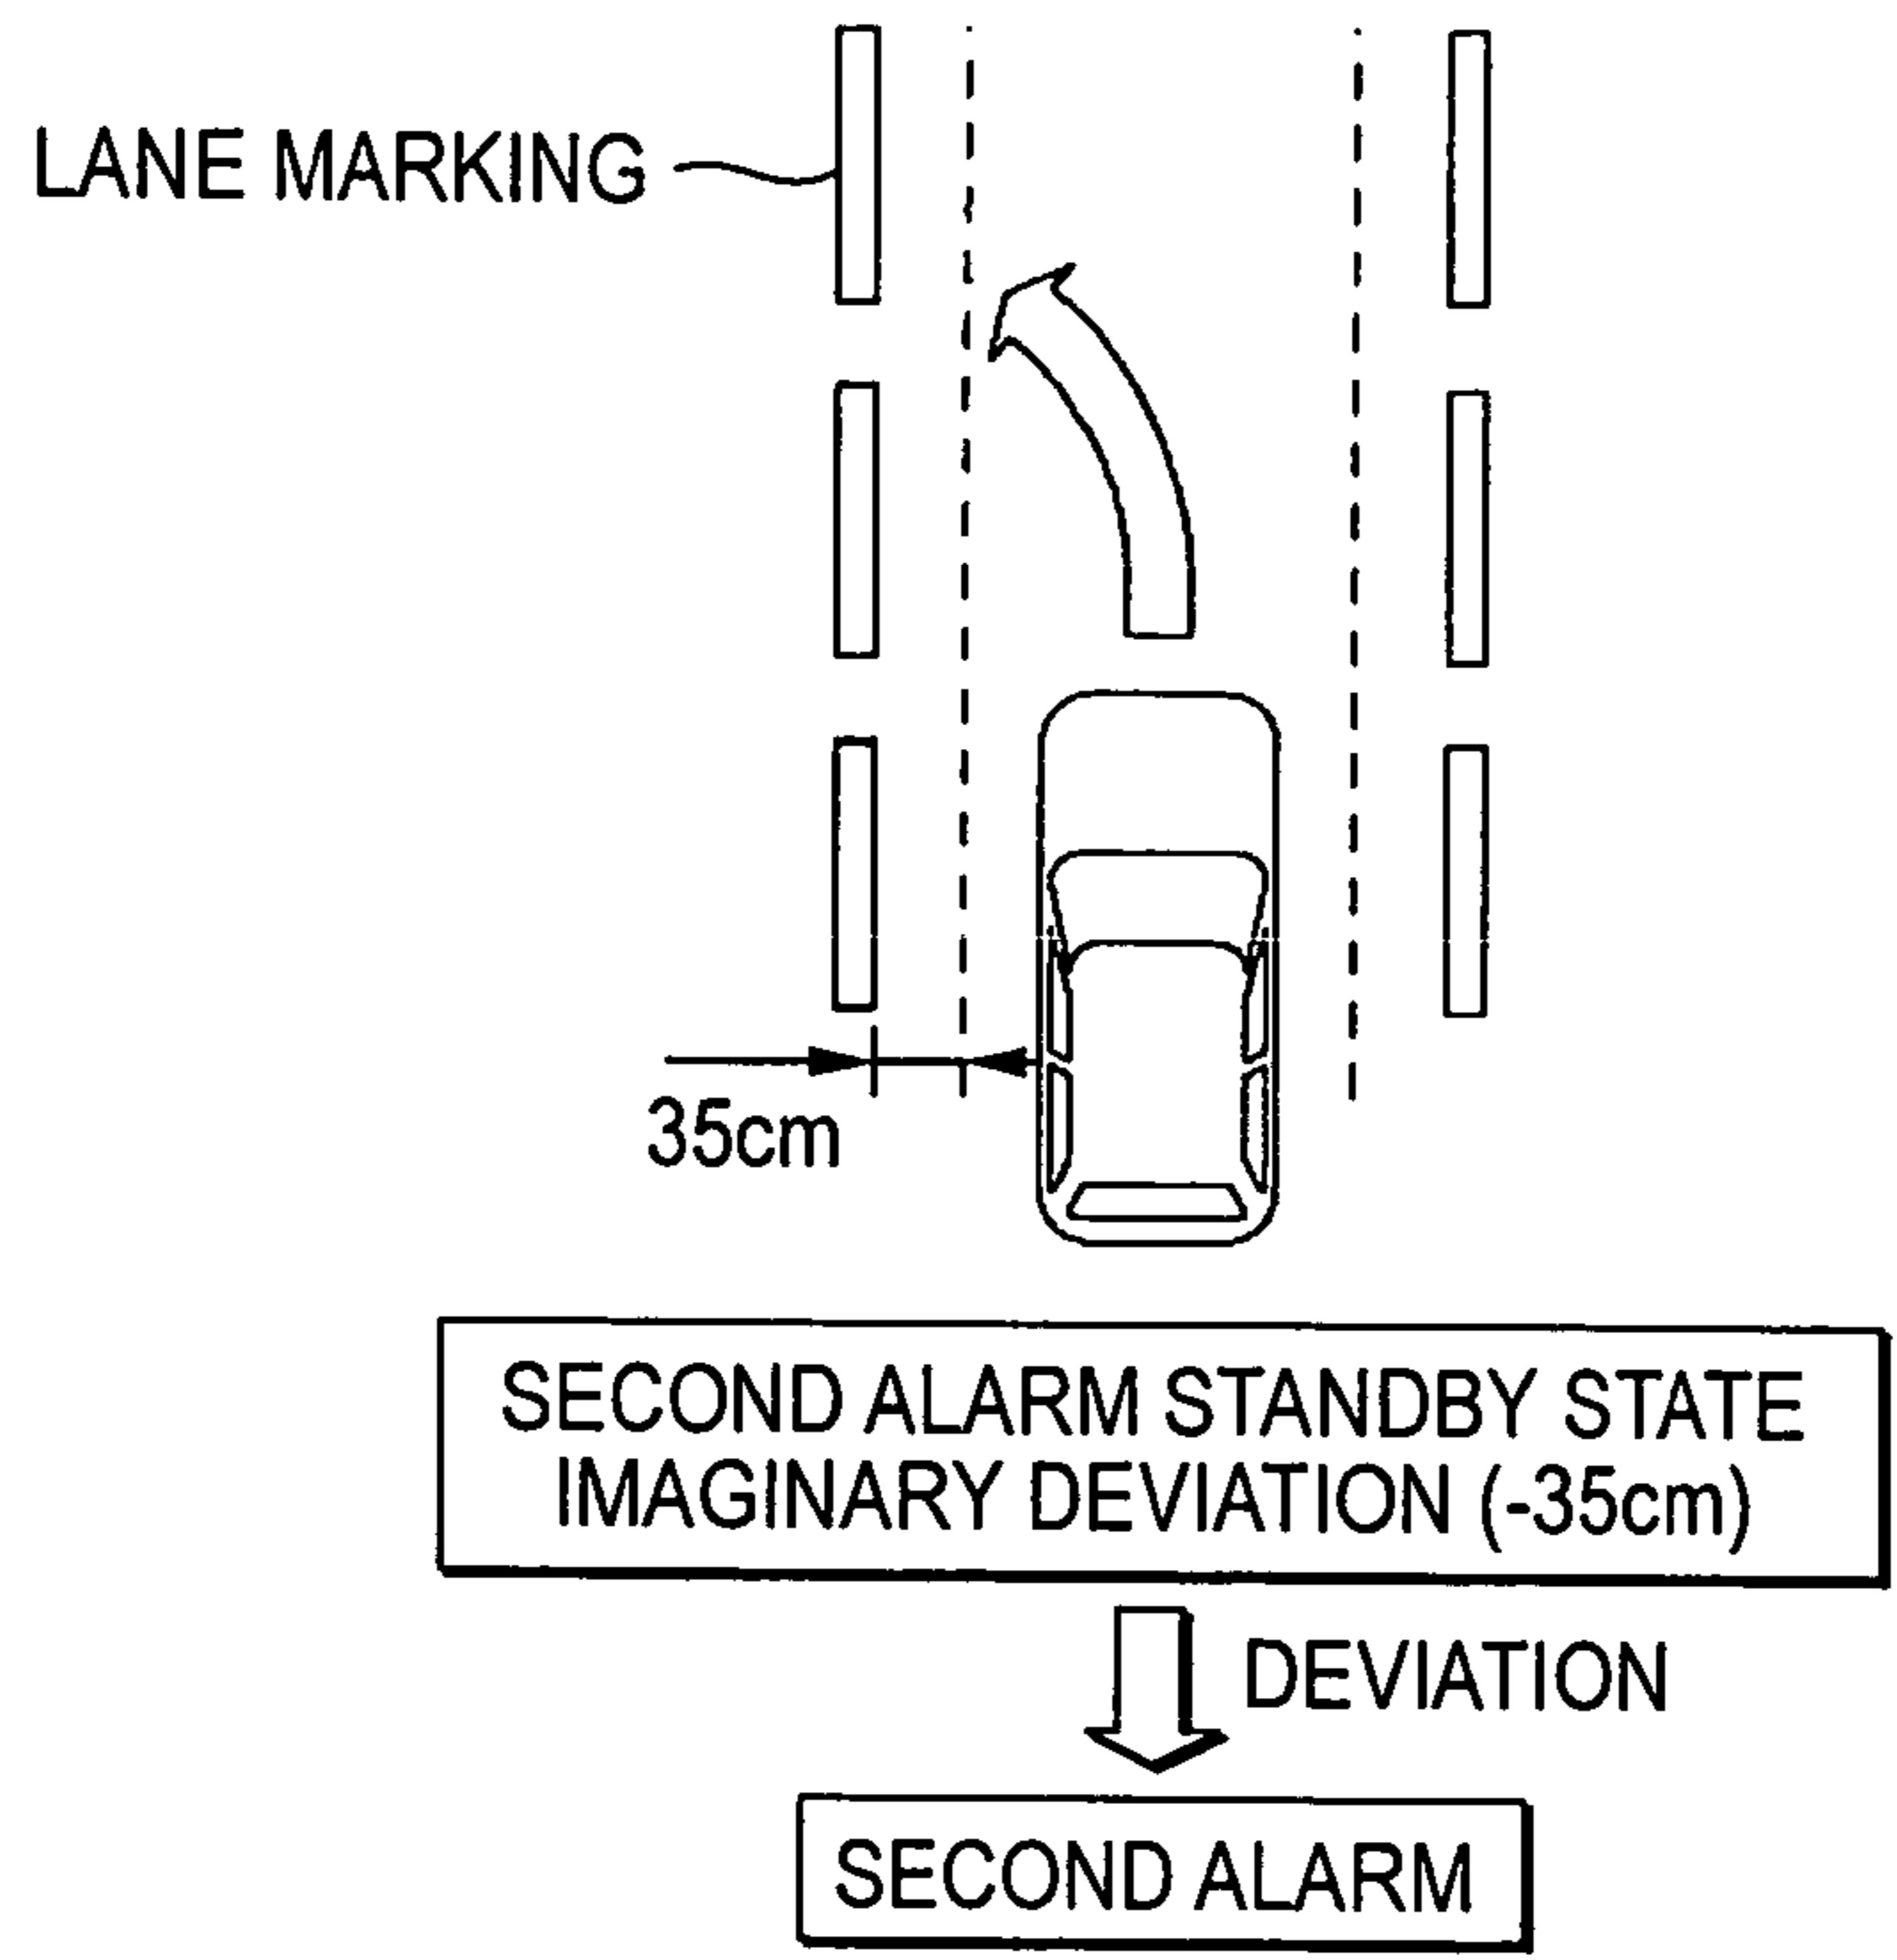 LANE MARKING
35cm
SECOND ALARM STANDBY STATE
IMAGINARY DEVIATION (-35cm)
DEVIATION
SECOND ALARM